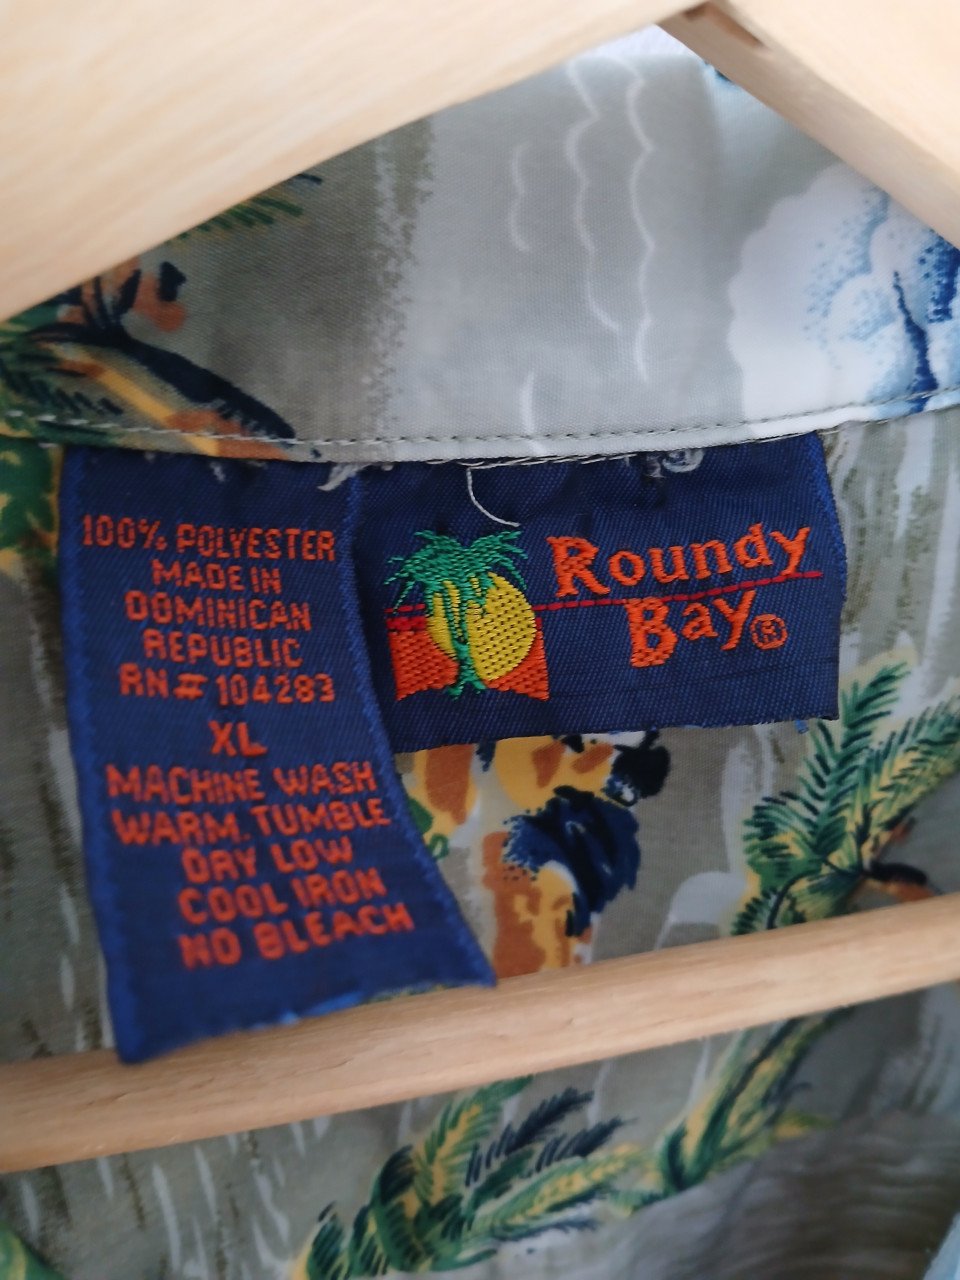 100% POLYESTER
MADE IN
DOMINICAN
REPUBLIC
RN# 104283
XL
MACHINE WASH
WARM. TUMBLE
DRY LOW
COOL IRON
NO BLEACH
Roundy
Bay®